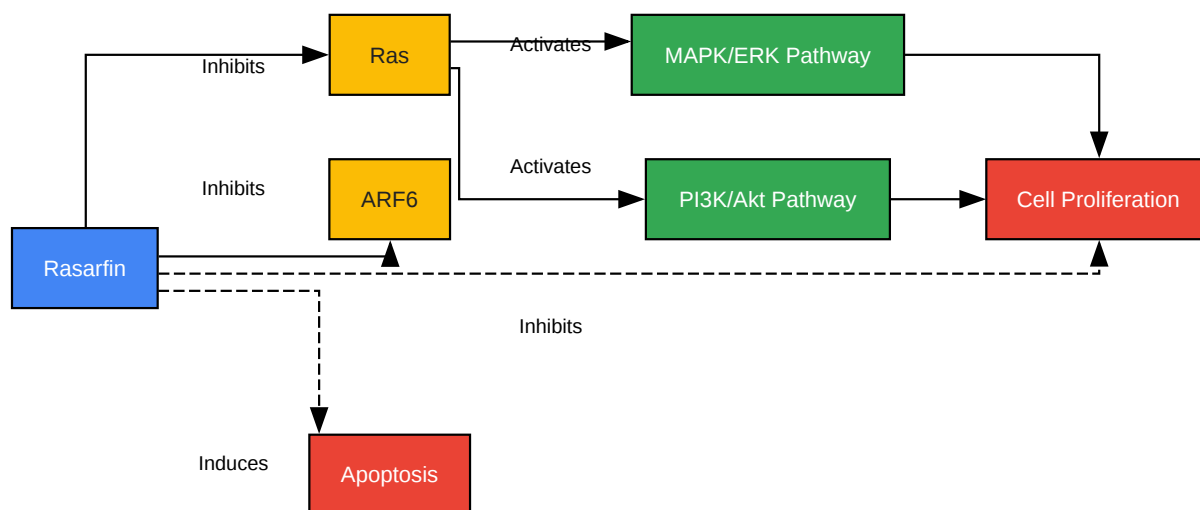 Ras
Activates
MAPK/ERK Pathway
Inhibits
Inhibits
ARF6
Activates
PI3K/Akt Pathway
Cell Proliferation
Rasarfin
Inhibits
Induces
Apoptosis